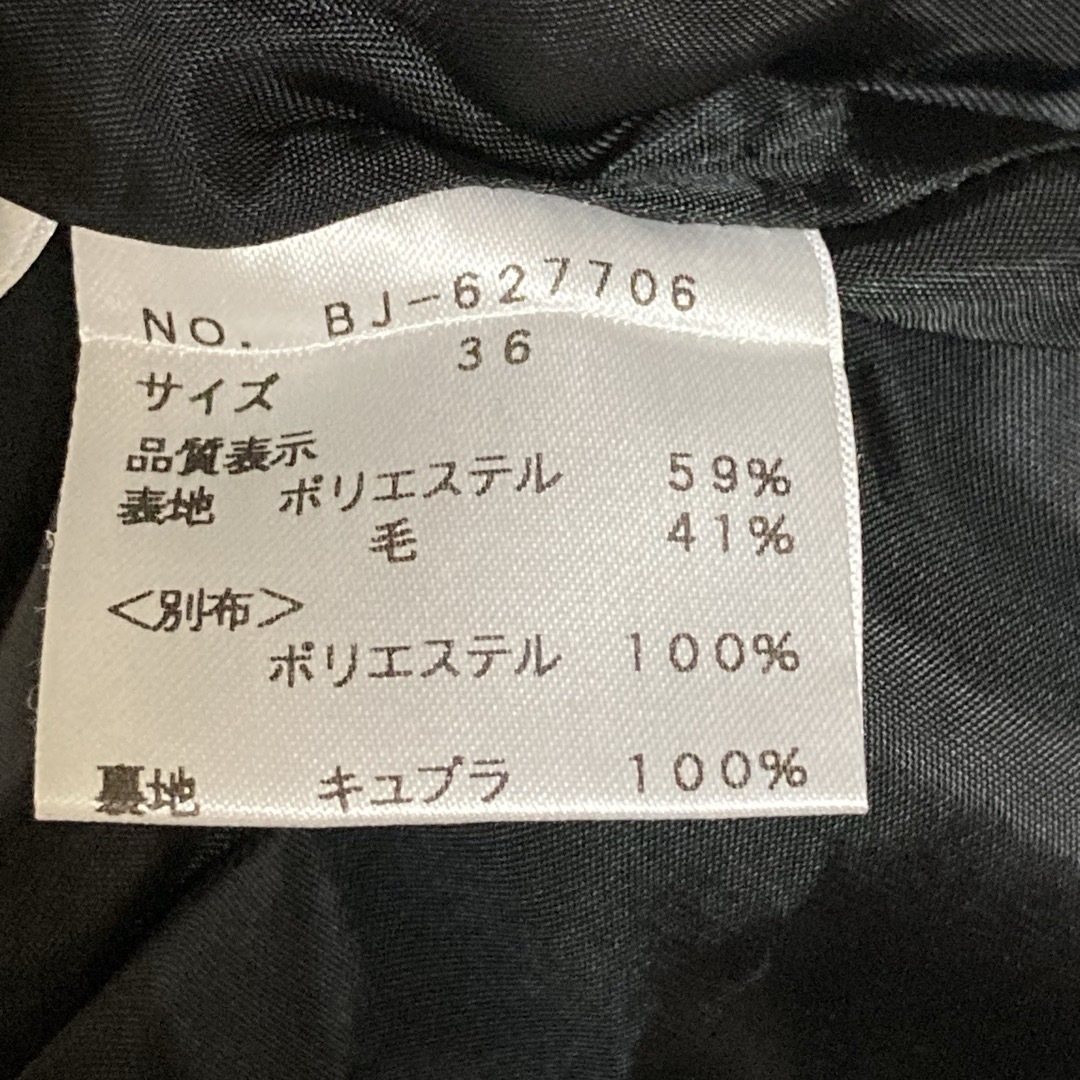 NO. BJ-627706
サイズ 36
品質表示
表地 ポリエステル 59%
毛 41%
<別布>
ポリエステル 100%
裏地 キュプラ 100%